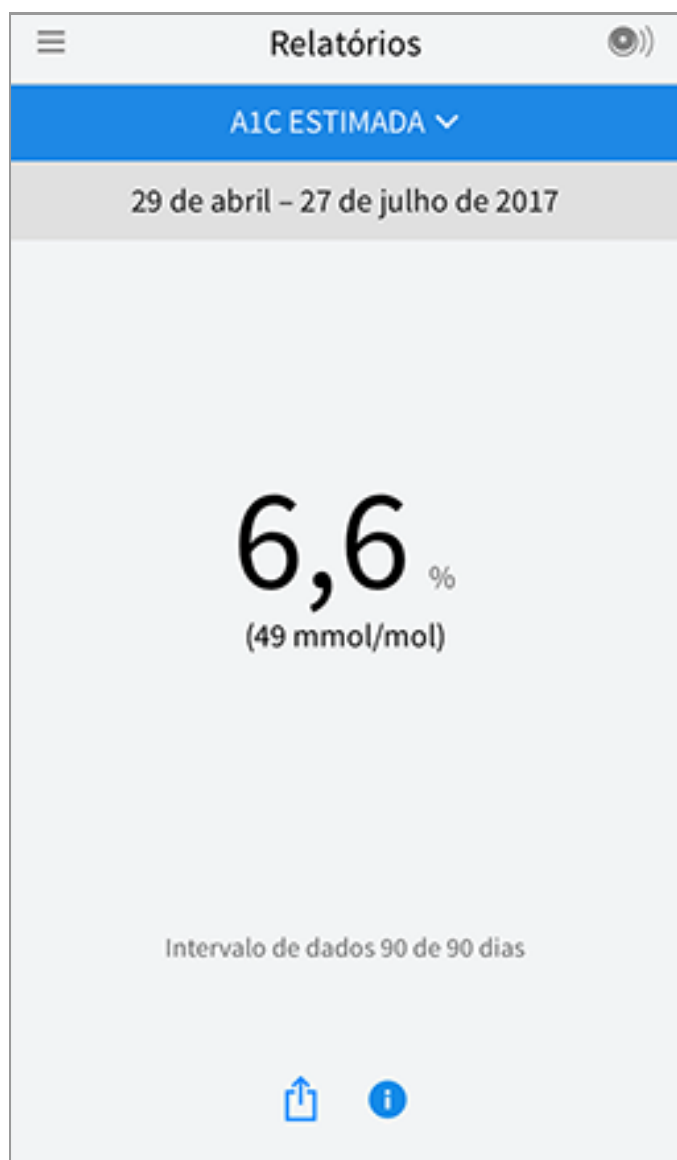 Relatórios
A1C ESTIMADA
29 de abril – 27 de julho de 2017
6,6 %
(49 mmol/mol)
Intervalo de dados 90 de 90 dias